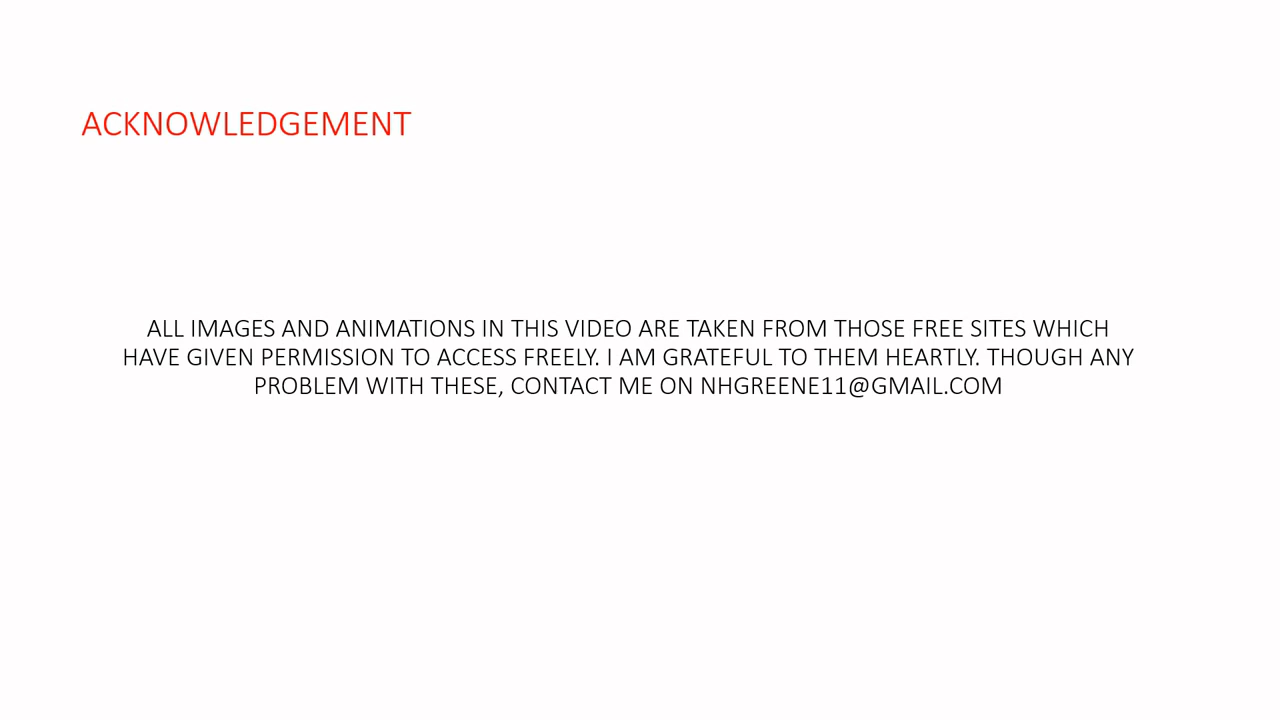 ACKNOWLEDGEMENT
ALL IMAGES AND ANIMATIONS IN THIS VIDEO ARE TAKEN FROM THOSE FREE SITES WHICH
HAVE GIVEN PERMISSION TO ACCESS FREELY. I AM GRATEFUL TO THEM HEARTLY. THOUGH ANY
PROBLEM WITH THESE, CONTACT ME ON NHGREENE11@GMAIL.COM